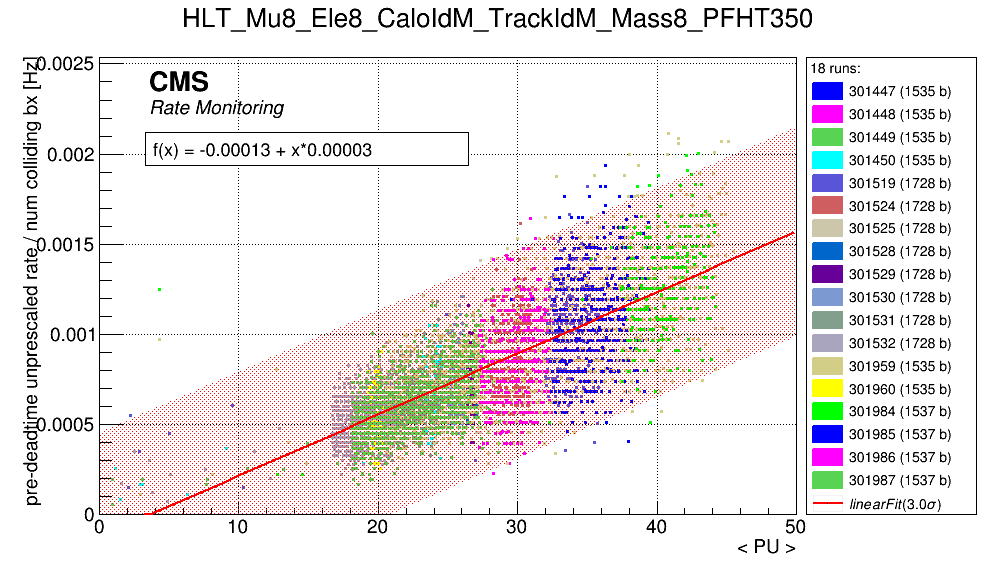 HLT_Mu8_Ele8_CaloIdM_TrackIdM_Mass8_PFHT350
pre-deadtime unprescaled rate / num colliding bx [Hz]
0.0025
0.002
0.0015
0.001
0.0005
0
CMS
Rate Monitoring
f(x) = -0.00013 + x*0.00003
0 10 20 30 40 50
< PU >
18 runs:
301447 (1535 b)
301448 (1535 b)
301449 (1535 b)
301450 (1535 b)
301519 (1728 b)
301524 (1728 b)
301525 (1728 b)
301528 (1728 b)
301529 (1728 b)
301530 (1728 b)
301531 (1728 b)
301532 (1728 b)
301959 (1535 b)
301960 (1535 b)
301984 (1537 b)
301985 (1537 b)
301986 (1537 b)
301987 (1537 b)
linearFit(3.0σ)